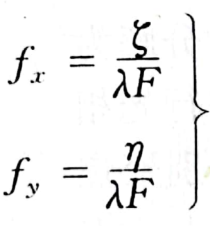 f_x = ζ/λF
f_y = η/λF }